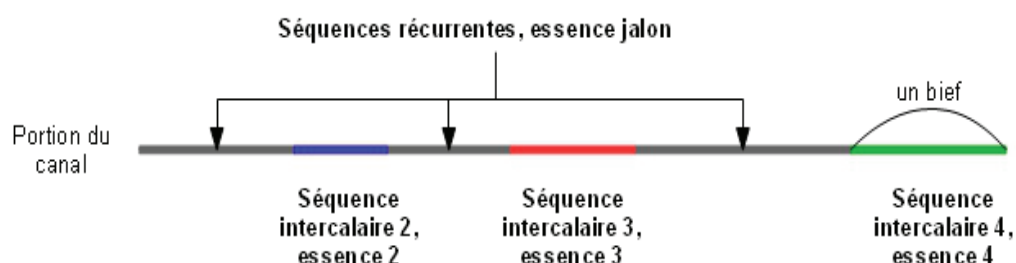 Séquences récurrentes, essence jalon
un bief
Portion du
canal
Séquence
intercalaire 2,
essence 2
Séquence
intercalaire 3,
essence 3
Séquence
intercalaire 4,
essence 4